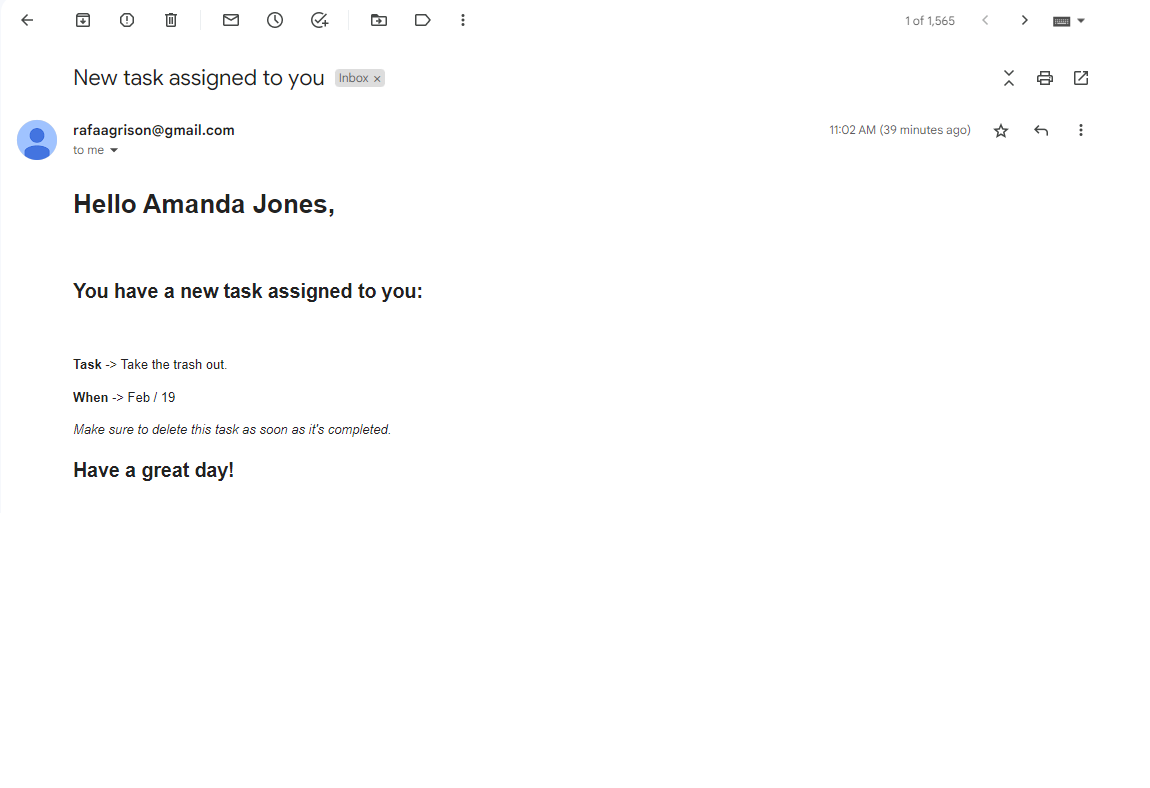 1 of 1,565
New task assigned to you Inbox ×
rafaagrison@gmail.com 11:02 AM (39 minutes ago)
to me
Hello Amanda Jones,
You have a new task assigned to you:
Task -> Take the trash out.
When -> Feb / 19
Make sure to delete this task as soon as it's completed.
Have a great day!